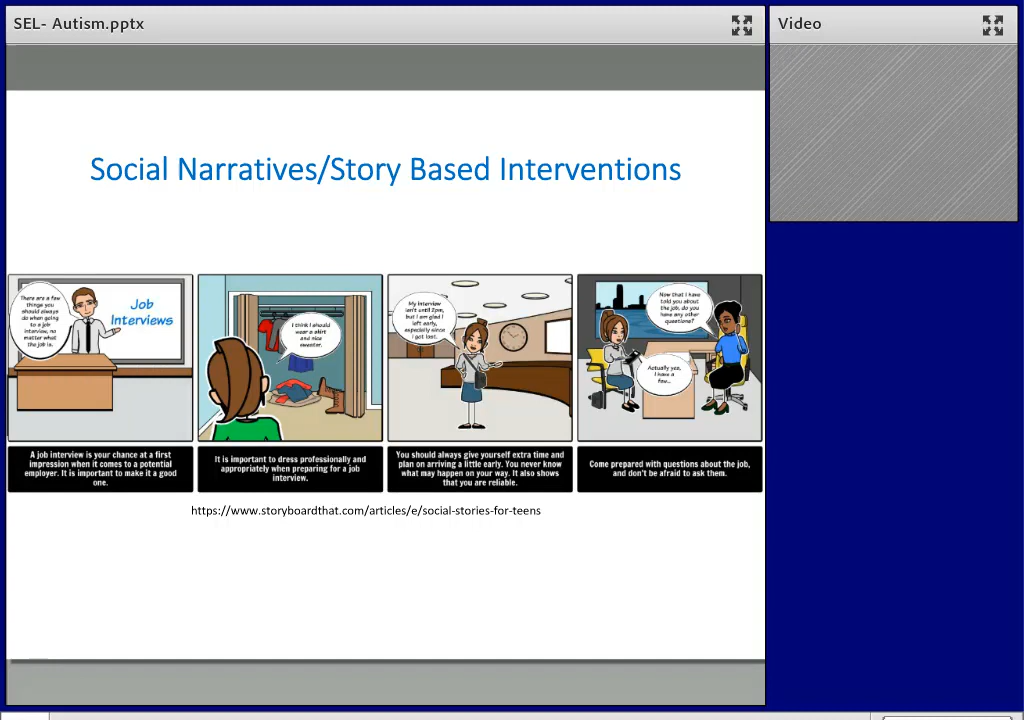 SEL- Autism.pptx
Video
Social Narratives/Story Based Interventions
There are a few
things you
should always
do when going
to a job
interview, no
matter what
the job is.
Job
Interviews
I think I should
wear a skirt
and nice
sweater.
My interview
isn't until 2pm,
but I am glad I
left early,
especially since
I got lost.
Now that I have
told you about
the job, do you
have any other
questions?
Actually yes,
I have a
few...
A job interview is your chance at a first
impression when it comes to a potential
employer. It is important to make it a good
one.
It is important to dress professionally and
appropriately when preparing for a job
interview.
You should always give yourself extra time and
plan on arriving a little early. You never know
what may happen on your way. It also shows
that you are reliable.
Come prepared with questions about the job,
and don't be afraid to ask them.
https://www.storyboardthat.com/articles/e/social-stories-for-teens